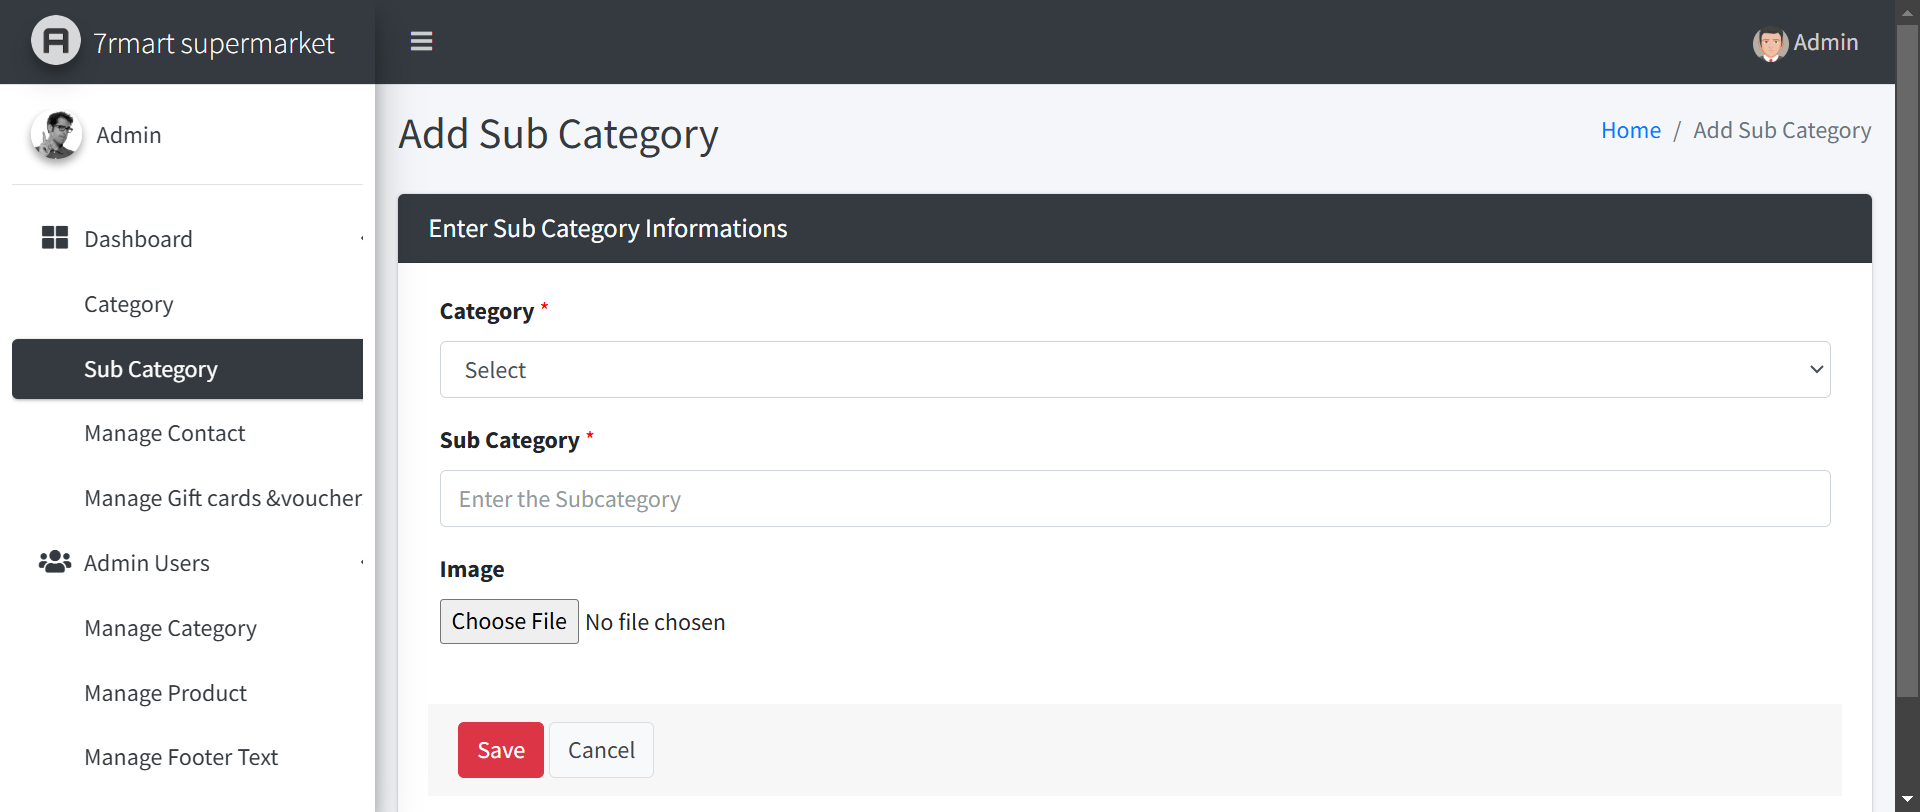 7rmart supermarket
Admin
Admin
Add Sub Category
Home / Add Sub Category
Dashboard
Category
Sub Category
Manage Contact
Manage Gift cards &voucher
Admin Users
Manage Category
Manage Product
Manage Footer Text
Enter Sub Category Informations
Category *
Select
Sub Category *
Enter the Subcategory
Image
Choose File No file chosen
Save Cancel